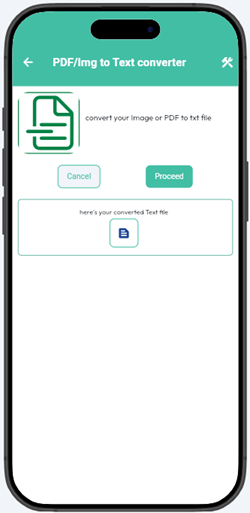 PDF/Img to Text converter
convert your Image or PDF to txt file
Cancel
Proceed
here's your converted Text file